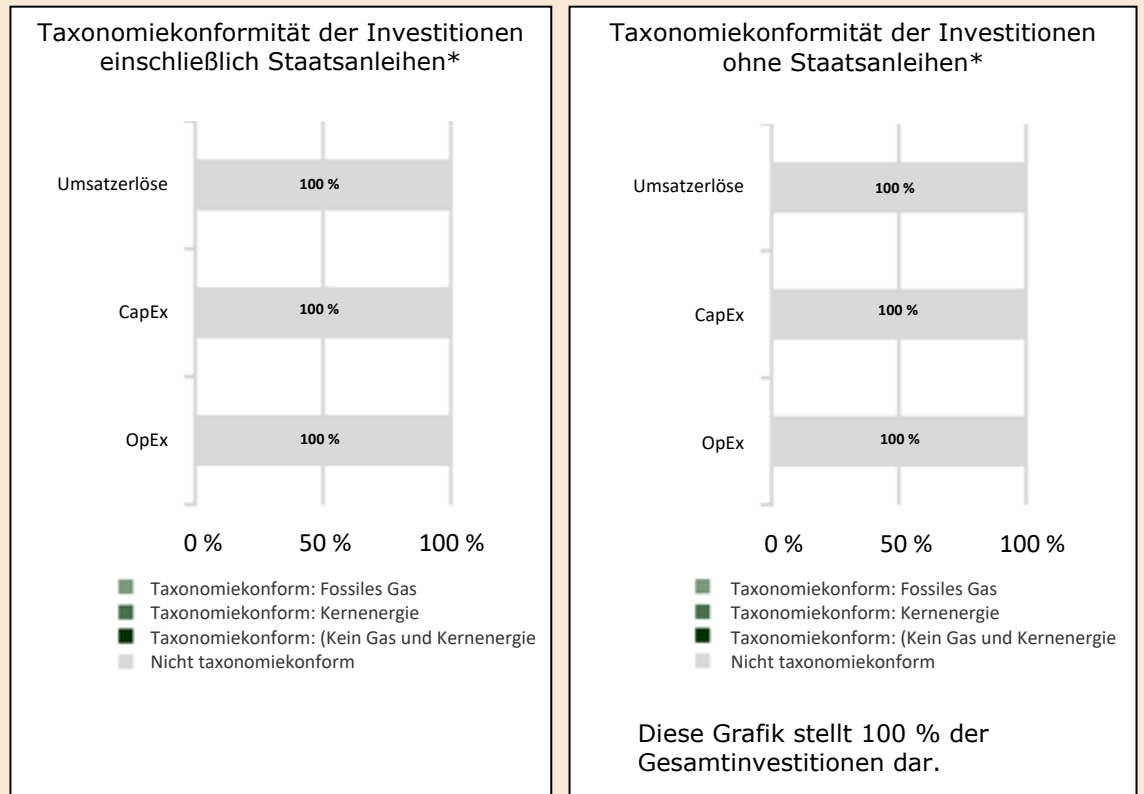 Taxonomiekonformität der Investitionen
einschließlich Staatsanleihen*
Umsatzerlöse
100 %
CapEx
100 %
OpEx
100 %
0 % 50 % 100 %
Taxonomiekonform: Fossiles Gas
Taxonomiekonform: Kernenergie
Taxonomiekonform: (Kein Gas und Kernenergie
Nicht taxonomiekonform
Taxonomiekonformität der Investitionen
ohne Staatsanleihen*
Umsatzerlöse
100 %
CapEx
100 %
OpEx
100 %
0 % 50 % 100 %
Taxonomiekonform: Fossiles Gas
Taxonomiekonform: Kernenergie
Taxonomiekonform: (Kein Gas und Kernenergie
Nicht taxonomiekonform
Diese Grafik stellt 100 % der
Gesamtinvestitionen dar.